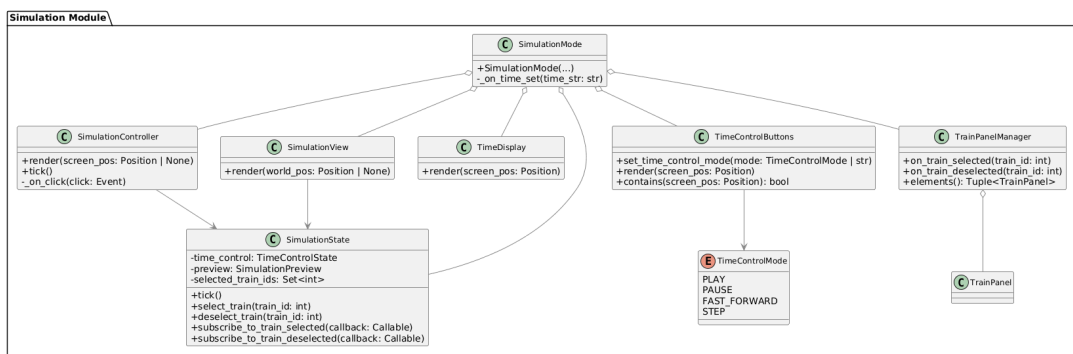 Simulation Module
C SimulationMode
+SimulationMode(...)
-_on_time_set(time_str: str)
C SimulationController
+render(screen_pos: Position | None)
+tick()
-_on_click(click: Event)
C SimulationView
+render(world_pos: Position | None)
C TimeDisplay
+render(screen_pos: Position)
C TimeControlButtons
+set_time_control_mode(mode: TimeControlMode | str)
+render(screen_pos: Position)
+contains(screen_pos: Position): bool
C TrainPanelManager
+on_train_selected(train_id: int)
+on_train_deselected(train_id: int)
+elements(): Tuple<TrainPanel>
C SimulationState
-time_control: TimeControlState
-preview: SimulationPreview
-selected_train_ids: Set<int>
+tick()
+select_train(train_id: int)
+deselect_train(train_id: int)
+subscribe_to_train_selected(callback: Callable)
+subscribe_to_train_deselected(callback: Callable)
E TimeControlMode
PLAY
PAUSE
FAST_FORWARD
STEP
C TrainPanel